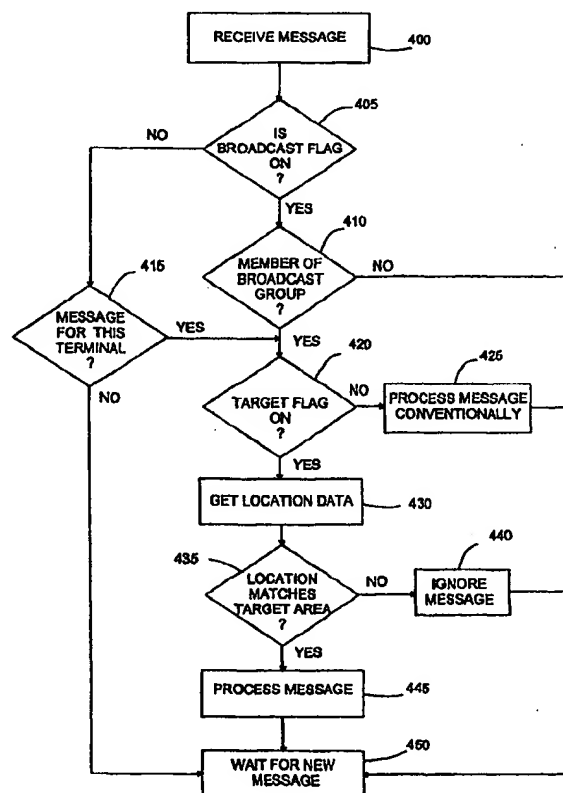 RECEIVE MESSAGE
400
405
NO
IS
BROADCAST FLAG
ON
?
YES
410
MEMBER OF
BROADCAST
GROUP
?
NO
415
MESSAGE
FOR THIS
TERMINAL
?
YES
YES
NO
420
TARGET FLAG
ON
?
NO
425
PROCESS MESSAGE
CONVENTIONALLY
YES
GET LOCATION DATA
430
435
LOCATION
MATCHES
TARGET AREA
?
NO
440
IGNORE
MESSAGE
YES
PROCESS MESSAGE
445
WAIT FOR NEW
MESSAGE
450